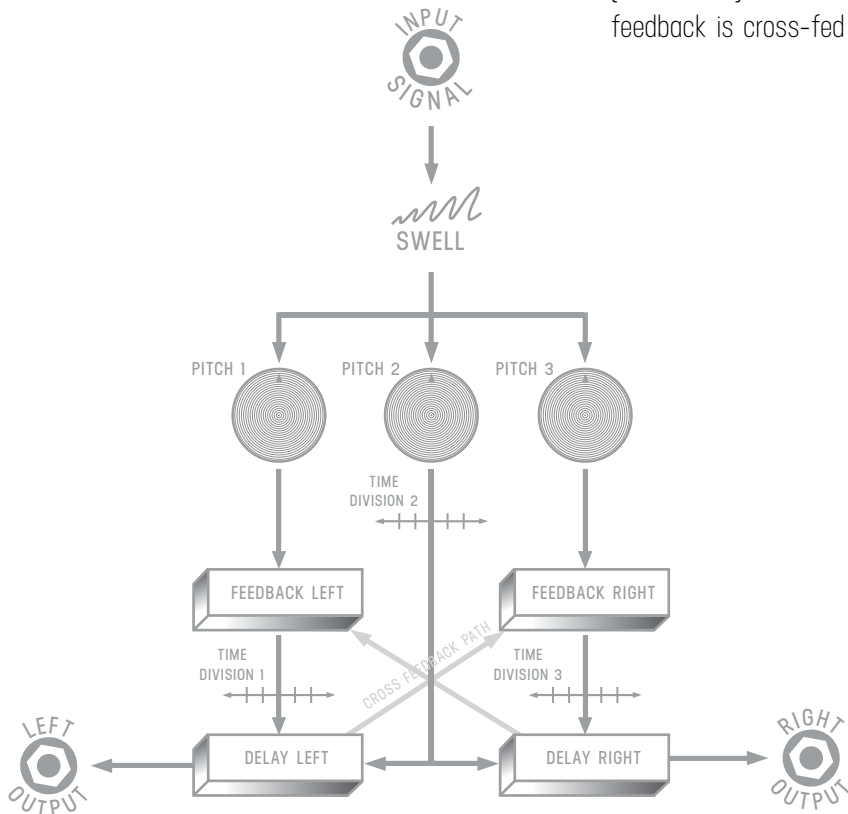 feedback is cross-fed
INPUT
SIGNAL
SWELL
PITCH 1
PITCH 2
PITCH 3
TIME
DIVISION 2
FEEDBACK LEFT
FEEDBACK RIGHT
CROSS FEEDBACK PATH
TIME
DIVISION 1
TIME
DIVISION 3
LEFT
OUTPUT
DELAY LEFT
DELAY RIGHT
RIGHT
OUTPUT